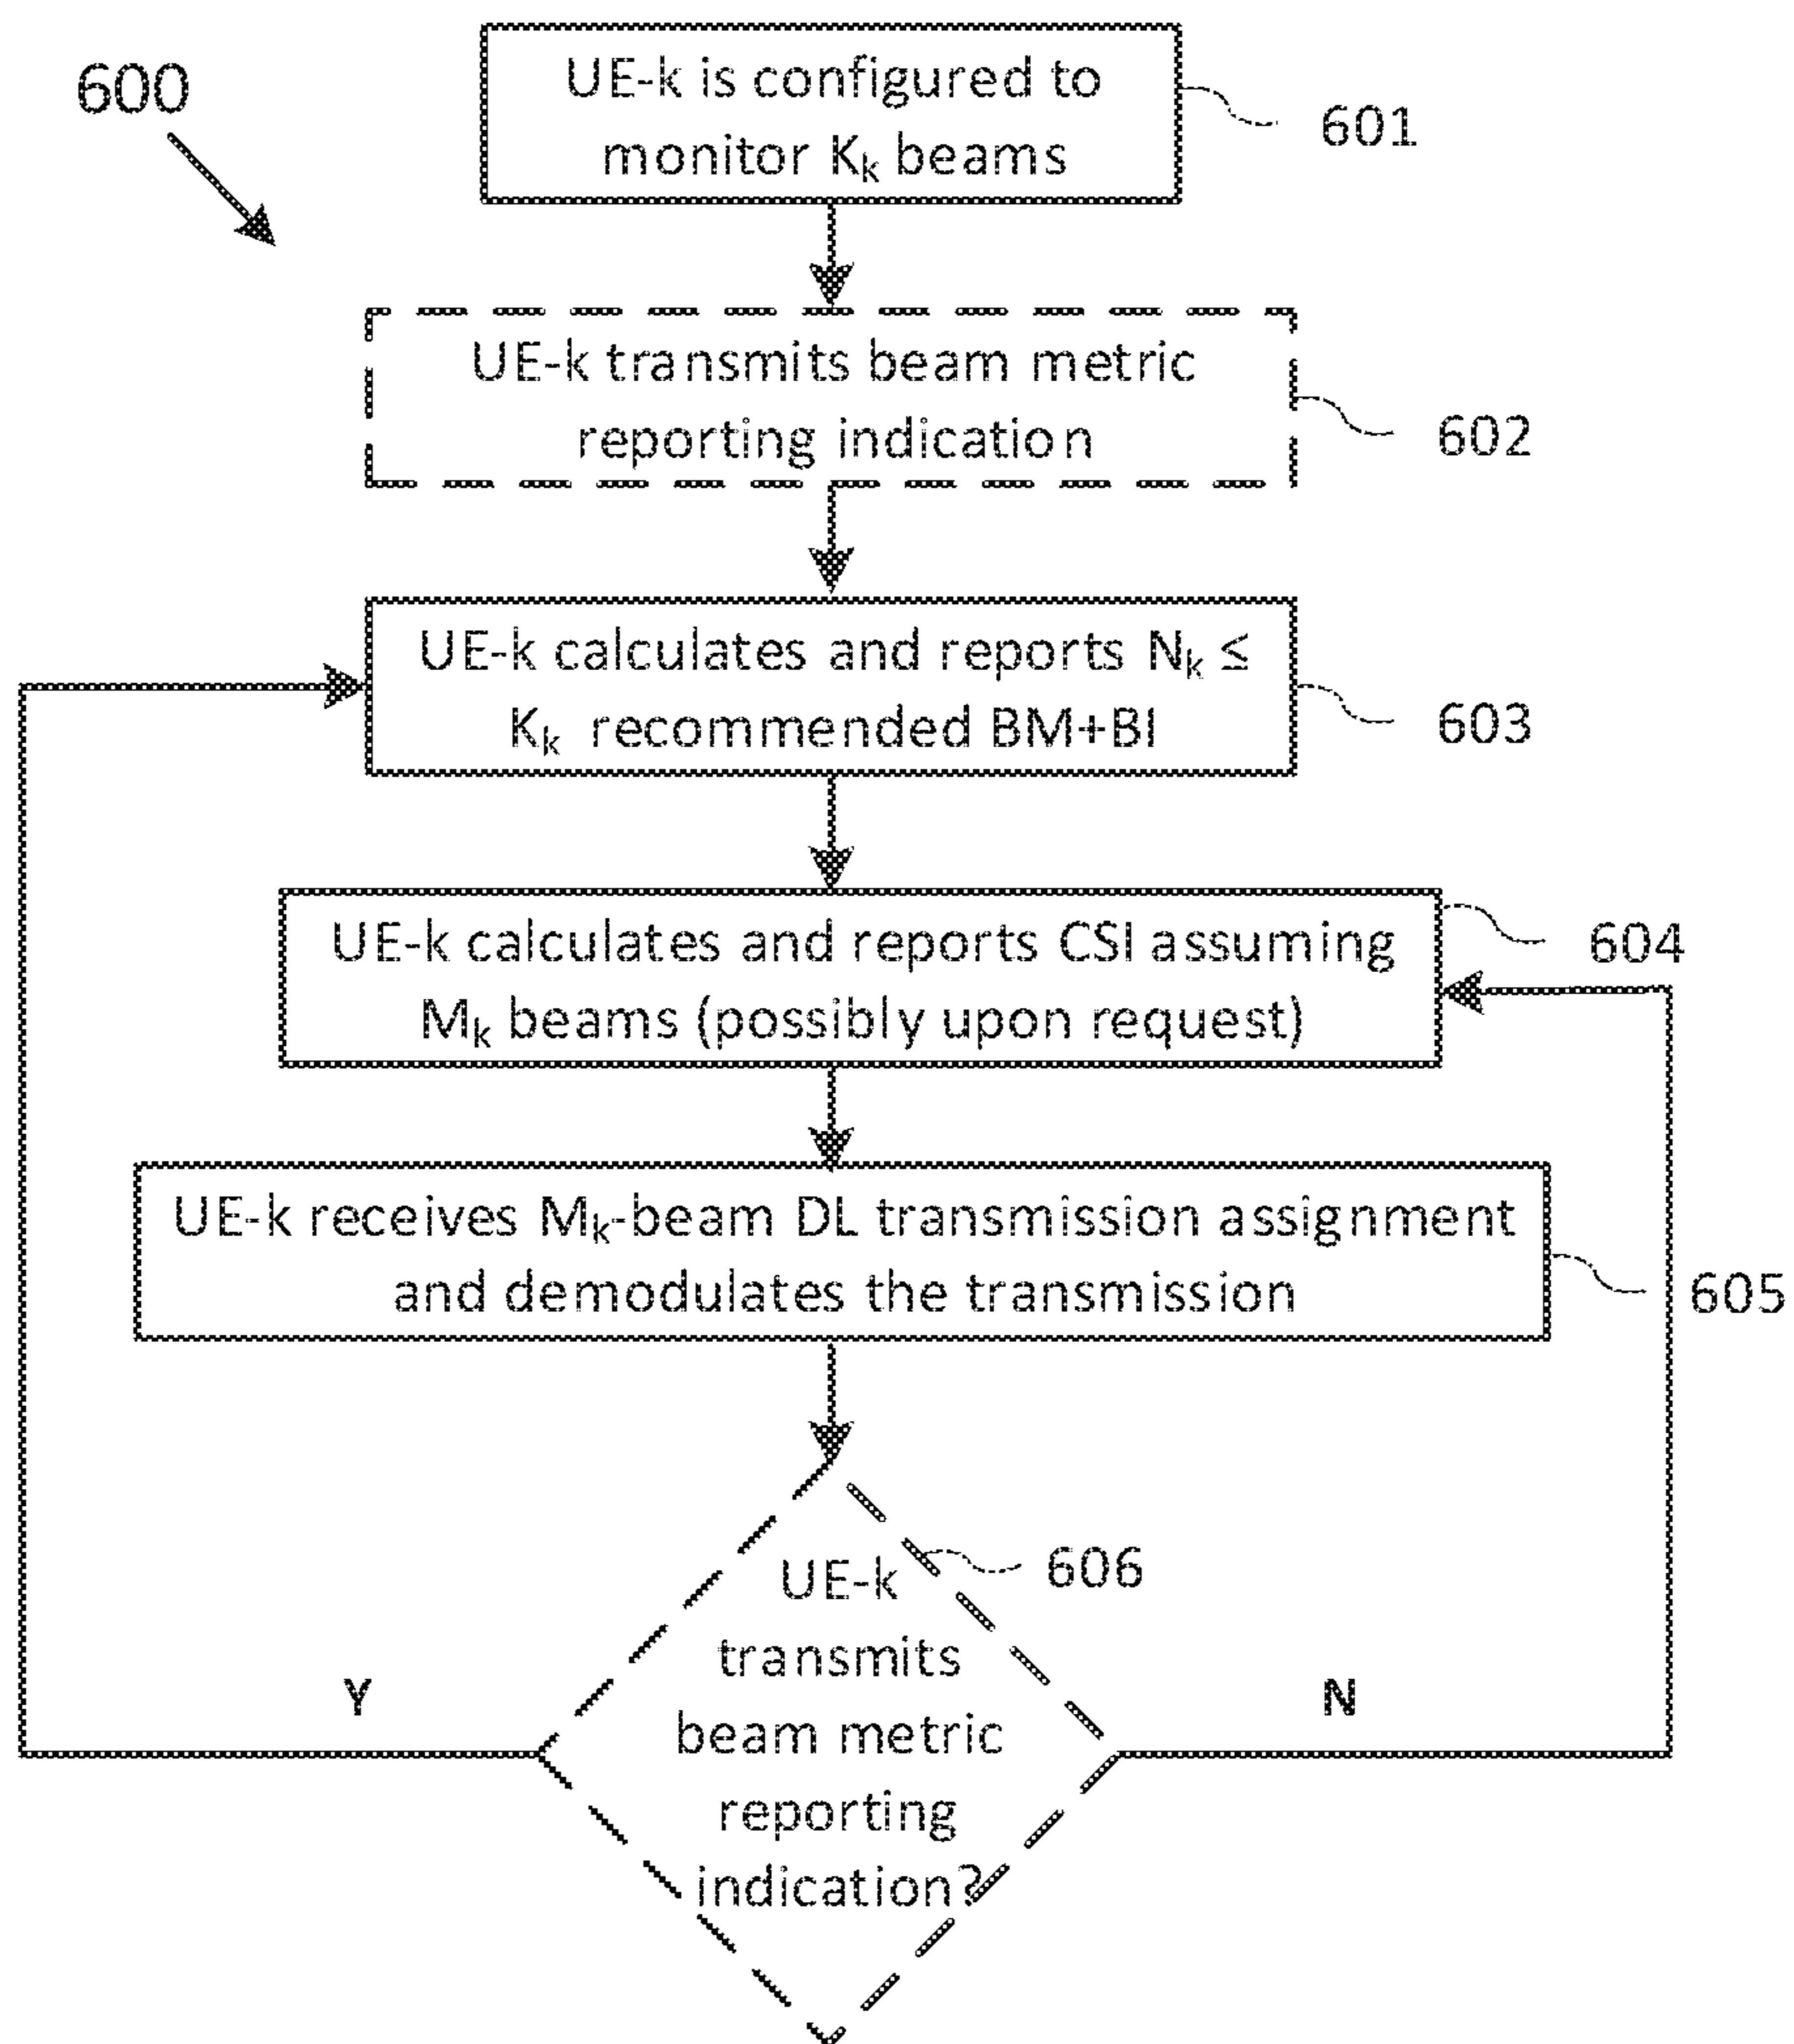 600
UE-k is configured to
monitor Kk beams
601
UE-k transmits beam metric
reporting indication
602
UE-k calculates and reports Nk ≤
Kk recommended BM+BI
603
UE-k calculates and reports CSI assuming
Mk beams (possibly upon request)
604
UE-k receives Mk-beam DL transmission assignment
and demodulates the transmission
605
606
UE-k
transmits
beam metric
reporting
indication?
Y
N